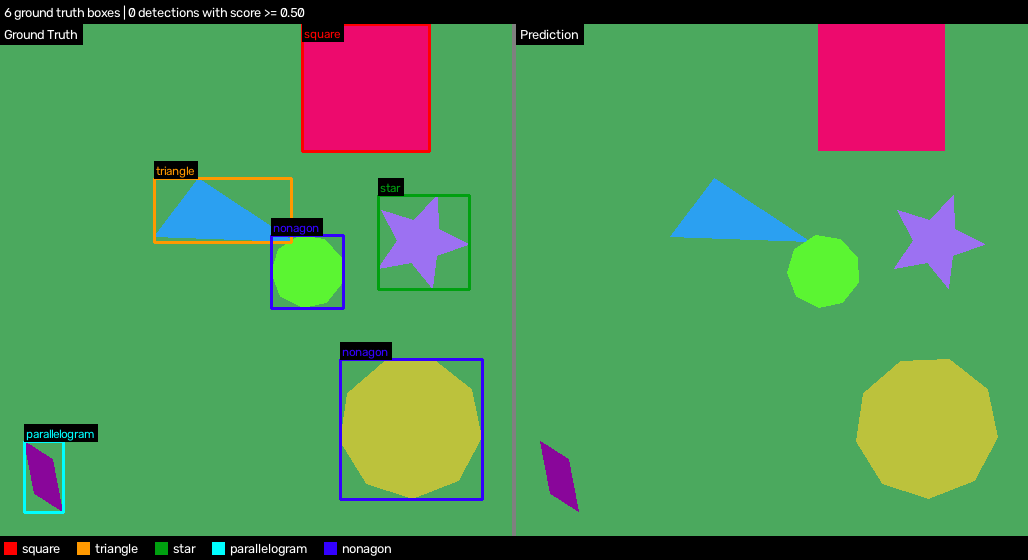 6 ground truth boxes | 0 detections with score >= 0.50
Ground Truth
Prediction
square
triangle
star
nonagon
nonagon
parallelogram
square triangle star parallelogram nonagon